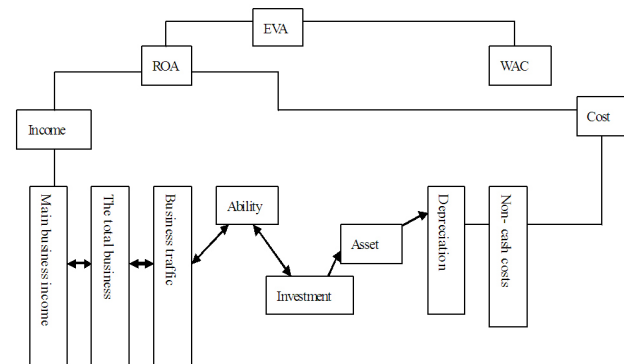 EVA
ROA
WAC
Income
Cost
Main business income
The total business
Business traffic
Ability
Investment
Asset
Depreciation
Non- cash costs